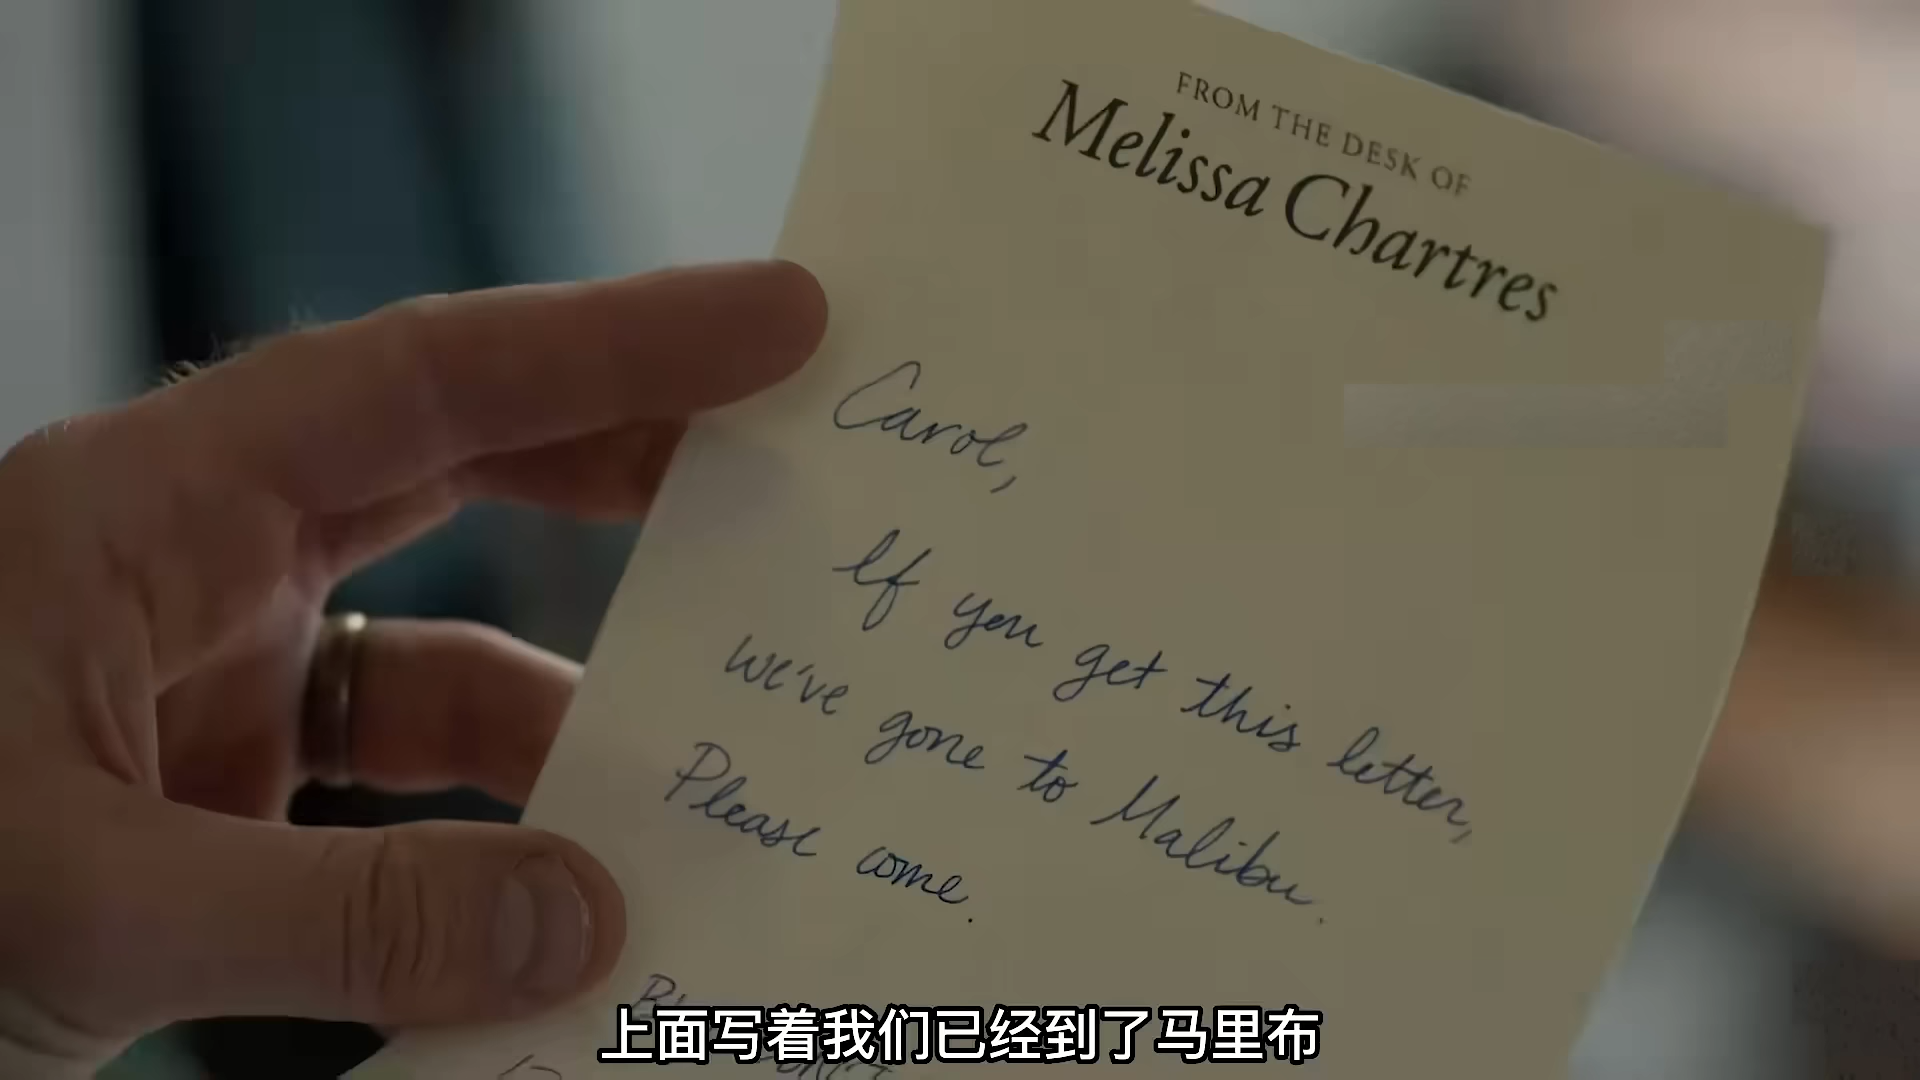 FROM THE DESK OF
Melissa Chartres
Carol,
If you get this letter,
we've gone to Malibu.
Please come.
上面写着我们已经到了马里布